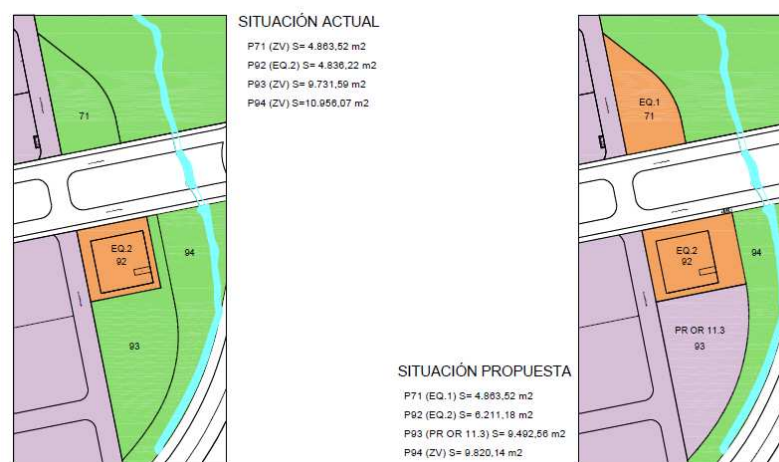 SITUACIÓN ACTUAL
P71 (ZV) S= 4.863,52 m2
P92 (EQ.2) S= 4.836,22 m2
P93 (ZV) S= 9.731,59 m2
P94 (ZV) S=10.956,07 m2
71
EQ.2
92
94
93
EQ.1
71
EQ.2
92
94
PR OR 11.3
93
SITUACIÓN PROPUESTA
P71 (EQ.1) S= 4.863,52 m2
P92 (EQ.2) S= 6.211,18 m2
P93 (PR OR 11.3) S= 9.492,56 m2
P94 (ZV) S= 9.820,14 m2